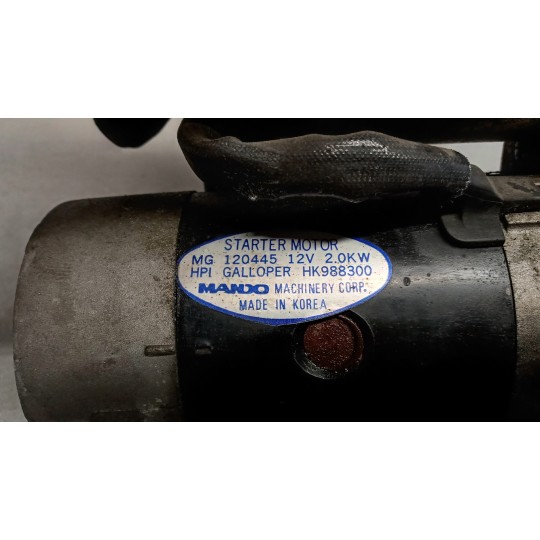 STARTER MOTOR
MG 120445 12V 2.0KW
HPI GALLOPER HK988300
MANDO MACHINERY CORP.
MADE IN KOREA